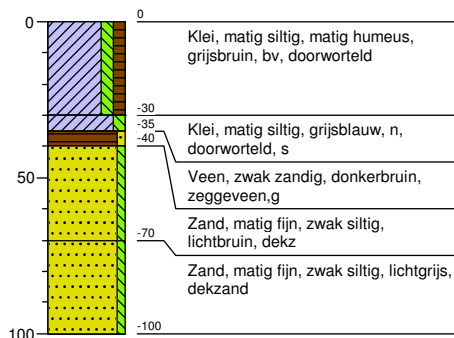 0
0
Klei, matig siltig, matig humeus,
grijsbruin, bv, doorworteld
-30
-35
Klei, matig siltig, grijsblauw, n,
doorworteld, s
-40
50
Veen, zwak zandig, donkerbruin,
zeggeveen,g
Zand, matig fijn, zwak siltig,
lichtbruin, dekz
-70
Zand, matig fijn, zwak siltig, lichtgrijs,
dekzand
100
-100